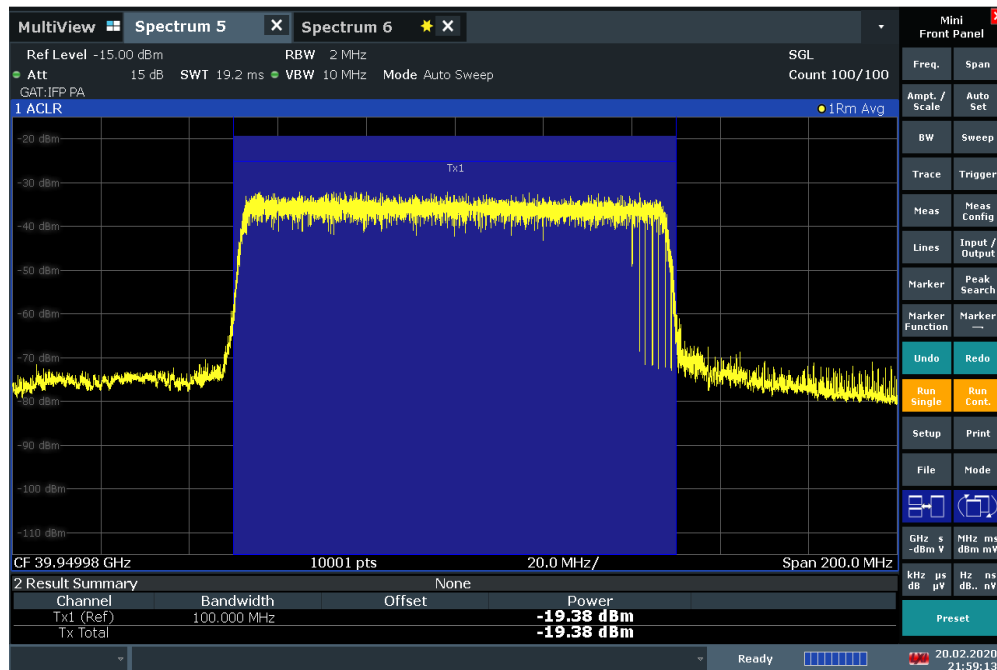 MultiView Spectrum 5 X Spectrum 6 X
Ref Level -15.00 dBm RBW 2 MHz SGL
Att 15 dB SWT 19.2 ms VBW 10 MHz Mode Auto Sweep Count 100/100
GAT:IFP PA
1 ACLR 1Rm Avg
-20 dBm
Tx1
-30 dBm
-40 dBm
-50 dBm
-60 dBm
-70 dBm
-80 dBm
-90 dBm
-100 dBm
-110 dBm
CF 39.94998 GHz 10001 pts 20.0 MHz/ Span 200.0 MHz
2 Result Summary None
Channel Bandwidth Offset Power
Tx1 (Ref) 100.000 MHz -19.38 dBm
Tx Total -19.38 dBm
Ready
Mini
Front Panel
Freq. Span
Ampt. / Auto
Scale Set
BW Sweep
Trace Trigger
Meas Meas
Config
Lines Input /
Output
Marker Peak
Search
Marker Marker
Function →
Undo Redo
Run Run
Single Cont.
Setup Print
File Mode
GHz s MHz ms
-dBm V dBm mV
kHz µs Hz ns
dB µV dB.. nV
Preset
20.02.2020
21:59:19